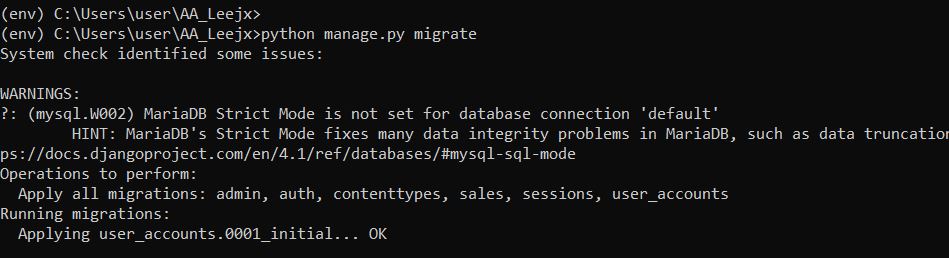 (env) C:\Users\user\AA_Leejx>
(env) C:\Users\user\AA_Leejx>python manage.py migrate
System check identified some issues:

WARNINGS:
?: (mysql.W002) MariaDB Strict Mode is not set for database connection 'default'
        HINT: MariaDB's Strict Mode fixes many data integrity problems in MariaDB, such as data truncation
ps://docs.djangoproject.com/en/4.1/ref/databases/#mysql-sql-mode
Operations to perform:
  Apply all migrations: admin, auth, contenttypes, sales, sessions, user_accounts
Running migrations:
  Applying user_accounts.0001_initial... OK